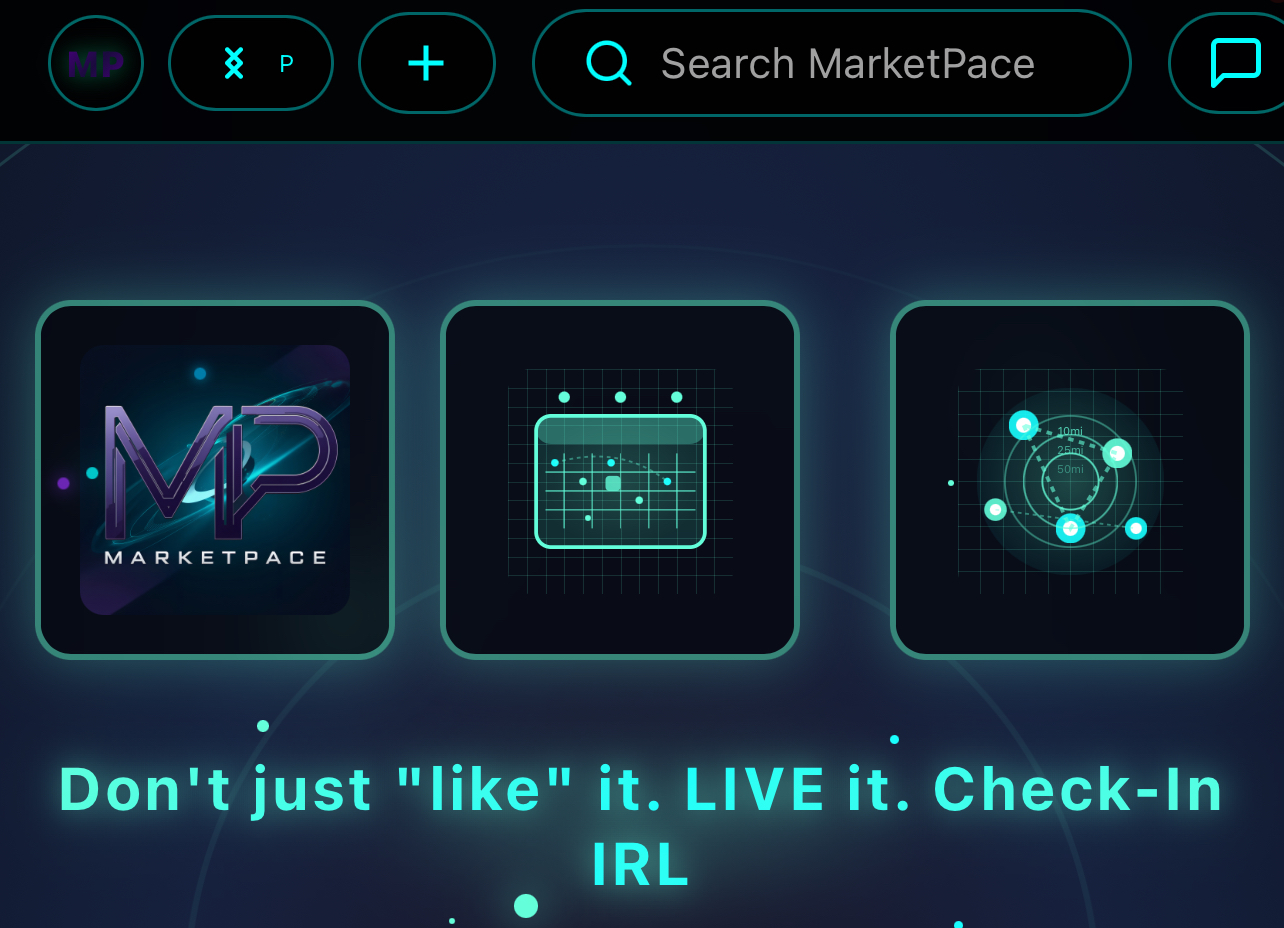 MP
P
Search MarketPace
MP
MARKETPACE
10mi
25mi
50mi
Don't just "like" it. LIVE it. Check-In
IRL